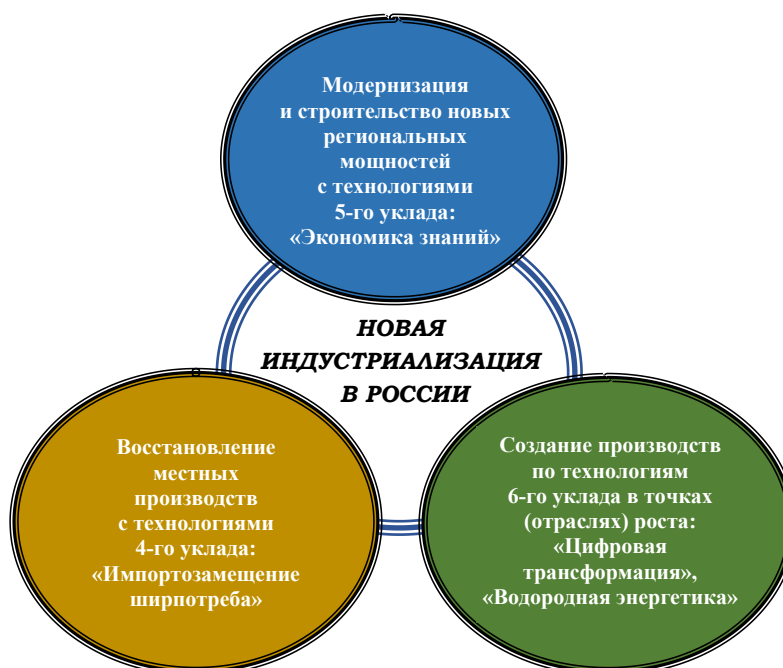 Модернизация
и строительство новых
региональных
мощностей
с технологиями
5-го уклада:
«Экономика знаний»
НОВАЯ
ИНДУСТРИАЛИЗАЦИЯ
В РОССИИ
Восстановление
местных
производств
с технологиями
4-го уклада:
«Импортозамещение
ширпотреба»
Создание производств
по технологиям
6-го уклада в точках
(отраслях) роста:
«Цифровая
трансформация»,
«Водородная энергетика»